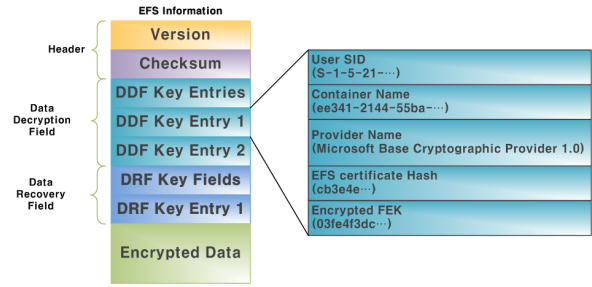 EFS Information
Header
Version
Checksum
Data
Decryption
Field
DDF Key Entries
DDF Key Entry 1
DDF Key Entry 2
Data
Recovery
Field
DRF Key Fields
DRF Key Entry 1
Encrypted Data
User SID
(S-1-5-21-…)
Container Name
(ee341-2144-55ba-…)
Provider Name
(Microsoft Base Cryptographic Provider 1.0)
EFS certificate Hash
(cb3e4e…)
Encrypted FEK
(03fe4f3dc…)